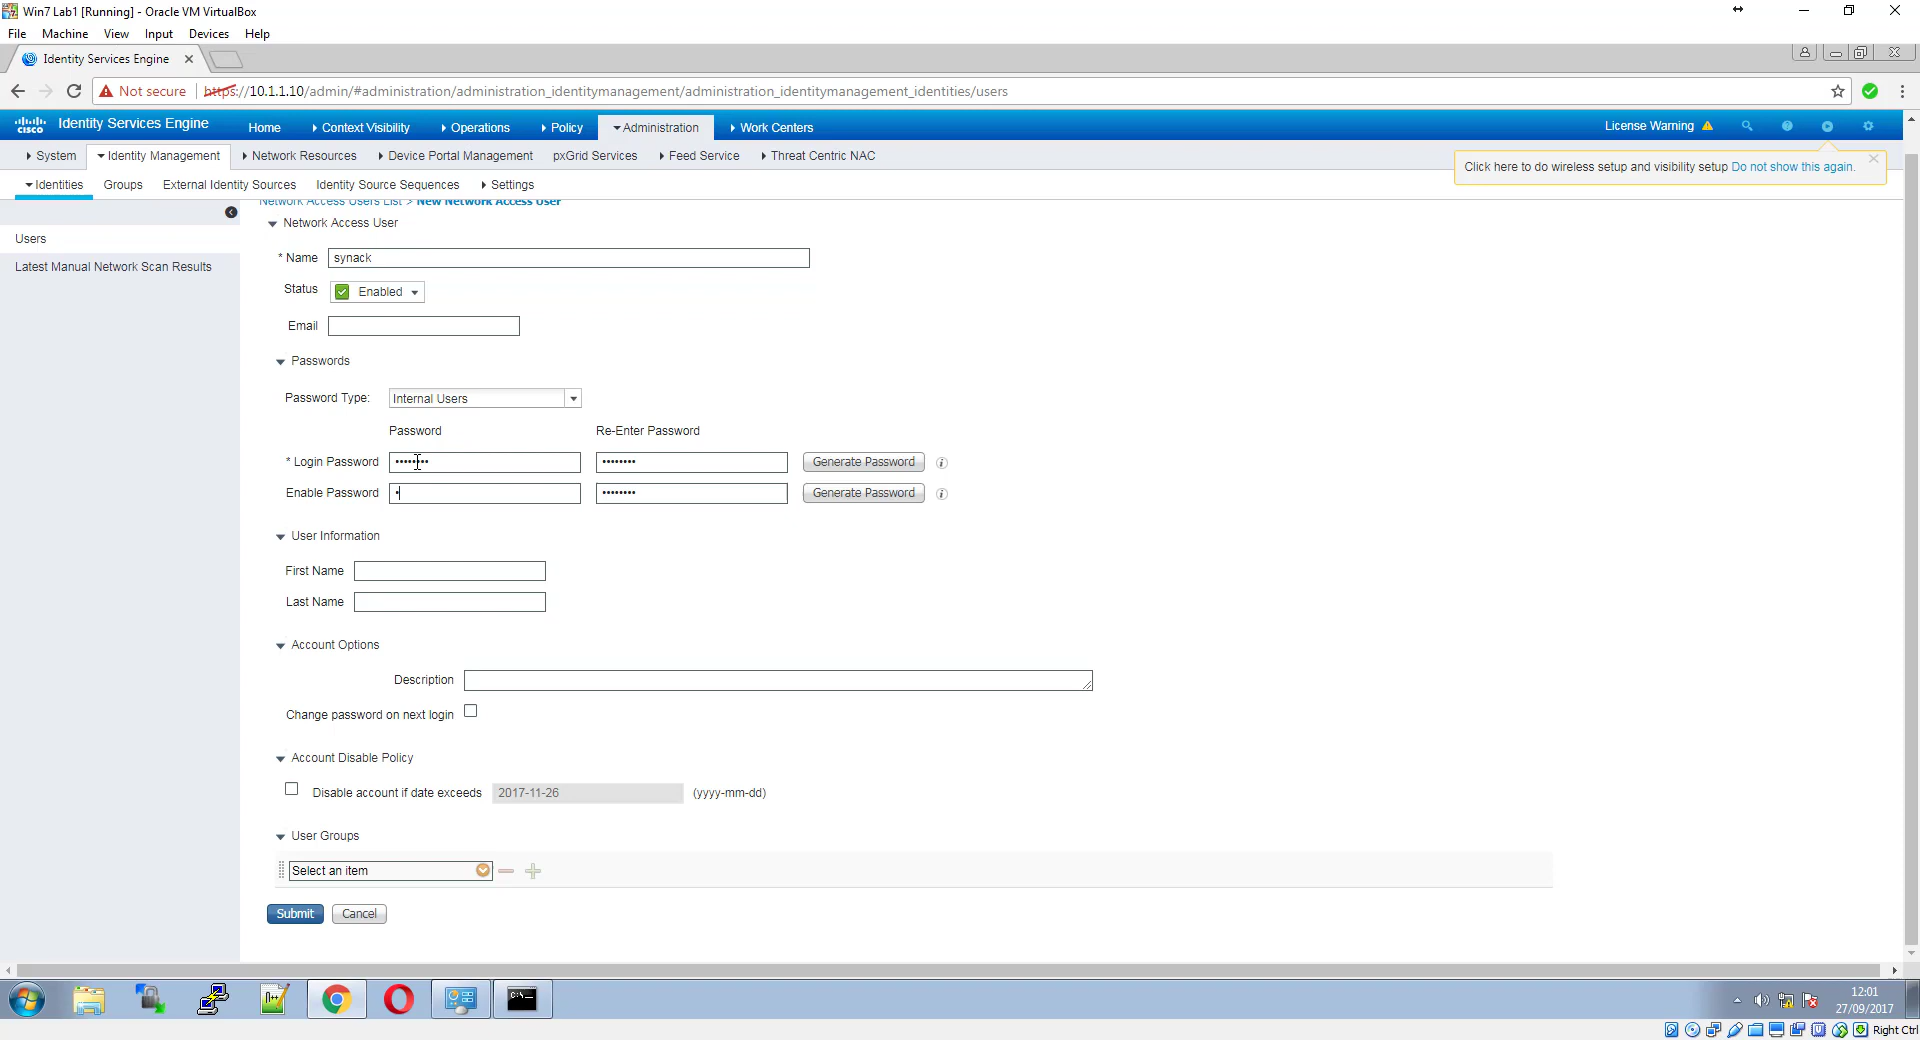 Win7 Lab1 [Running] - Oracle VM VirtualBox
File Machine View Input Devices Help
Identity Services Engine
Not secure https://10.1.1.10/admin/#administration/administration_identitymanagement/administration_identitymanagement_identities/users
CISCO Identity Services Engine Home Context Visibility Operations Policy Administration Work Centers License Warning
System Identity Management Network Resources Device Portal Management pxGrid Services Feed Service Threat Centric NAC
Click here to do wireless setup and visibility setup Do not show this again.
Identities Groups External Identity Sources Identity Source Sequences Settings
Network Access Users List > New Network Access User
Users
Latest Manual Network Scan Results
Network Access User
* Name synack
Status Enabled
Email
Passwords
Password Type: Internal Users
Password Re-Enter Password
* Login Password •••••••• •••••••• Generate Password i
Enable Password • •••••••• Generate Password i
User Information
First Name
Last Name
Account Options
Description
Change password on next login
Account Disable Policy
Disable account if date exceeds 2017-11-26 (yyyy-mm-dd)
User Groups
Select an item
Submit Cancel
12:01
27/09/2017
Right Ctrl